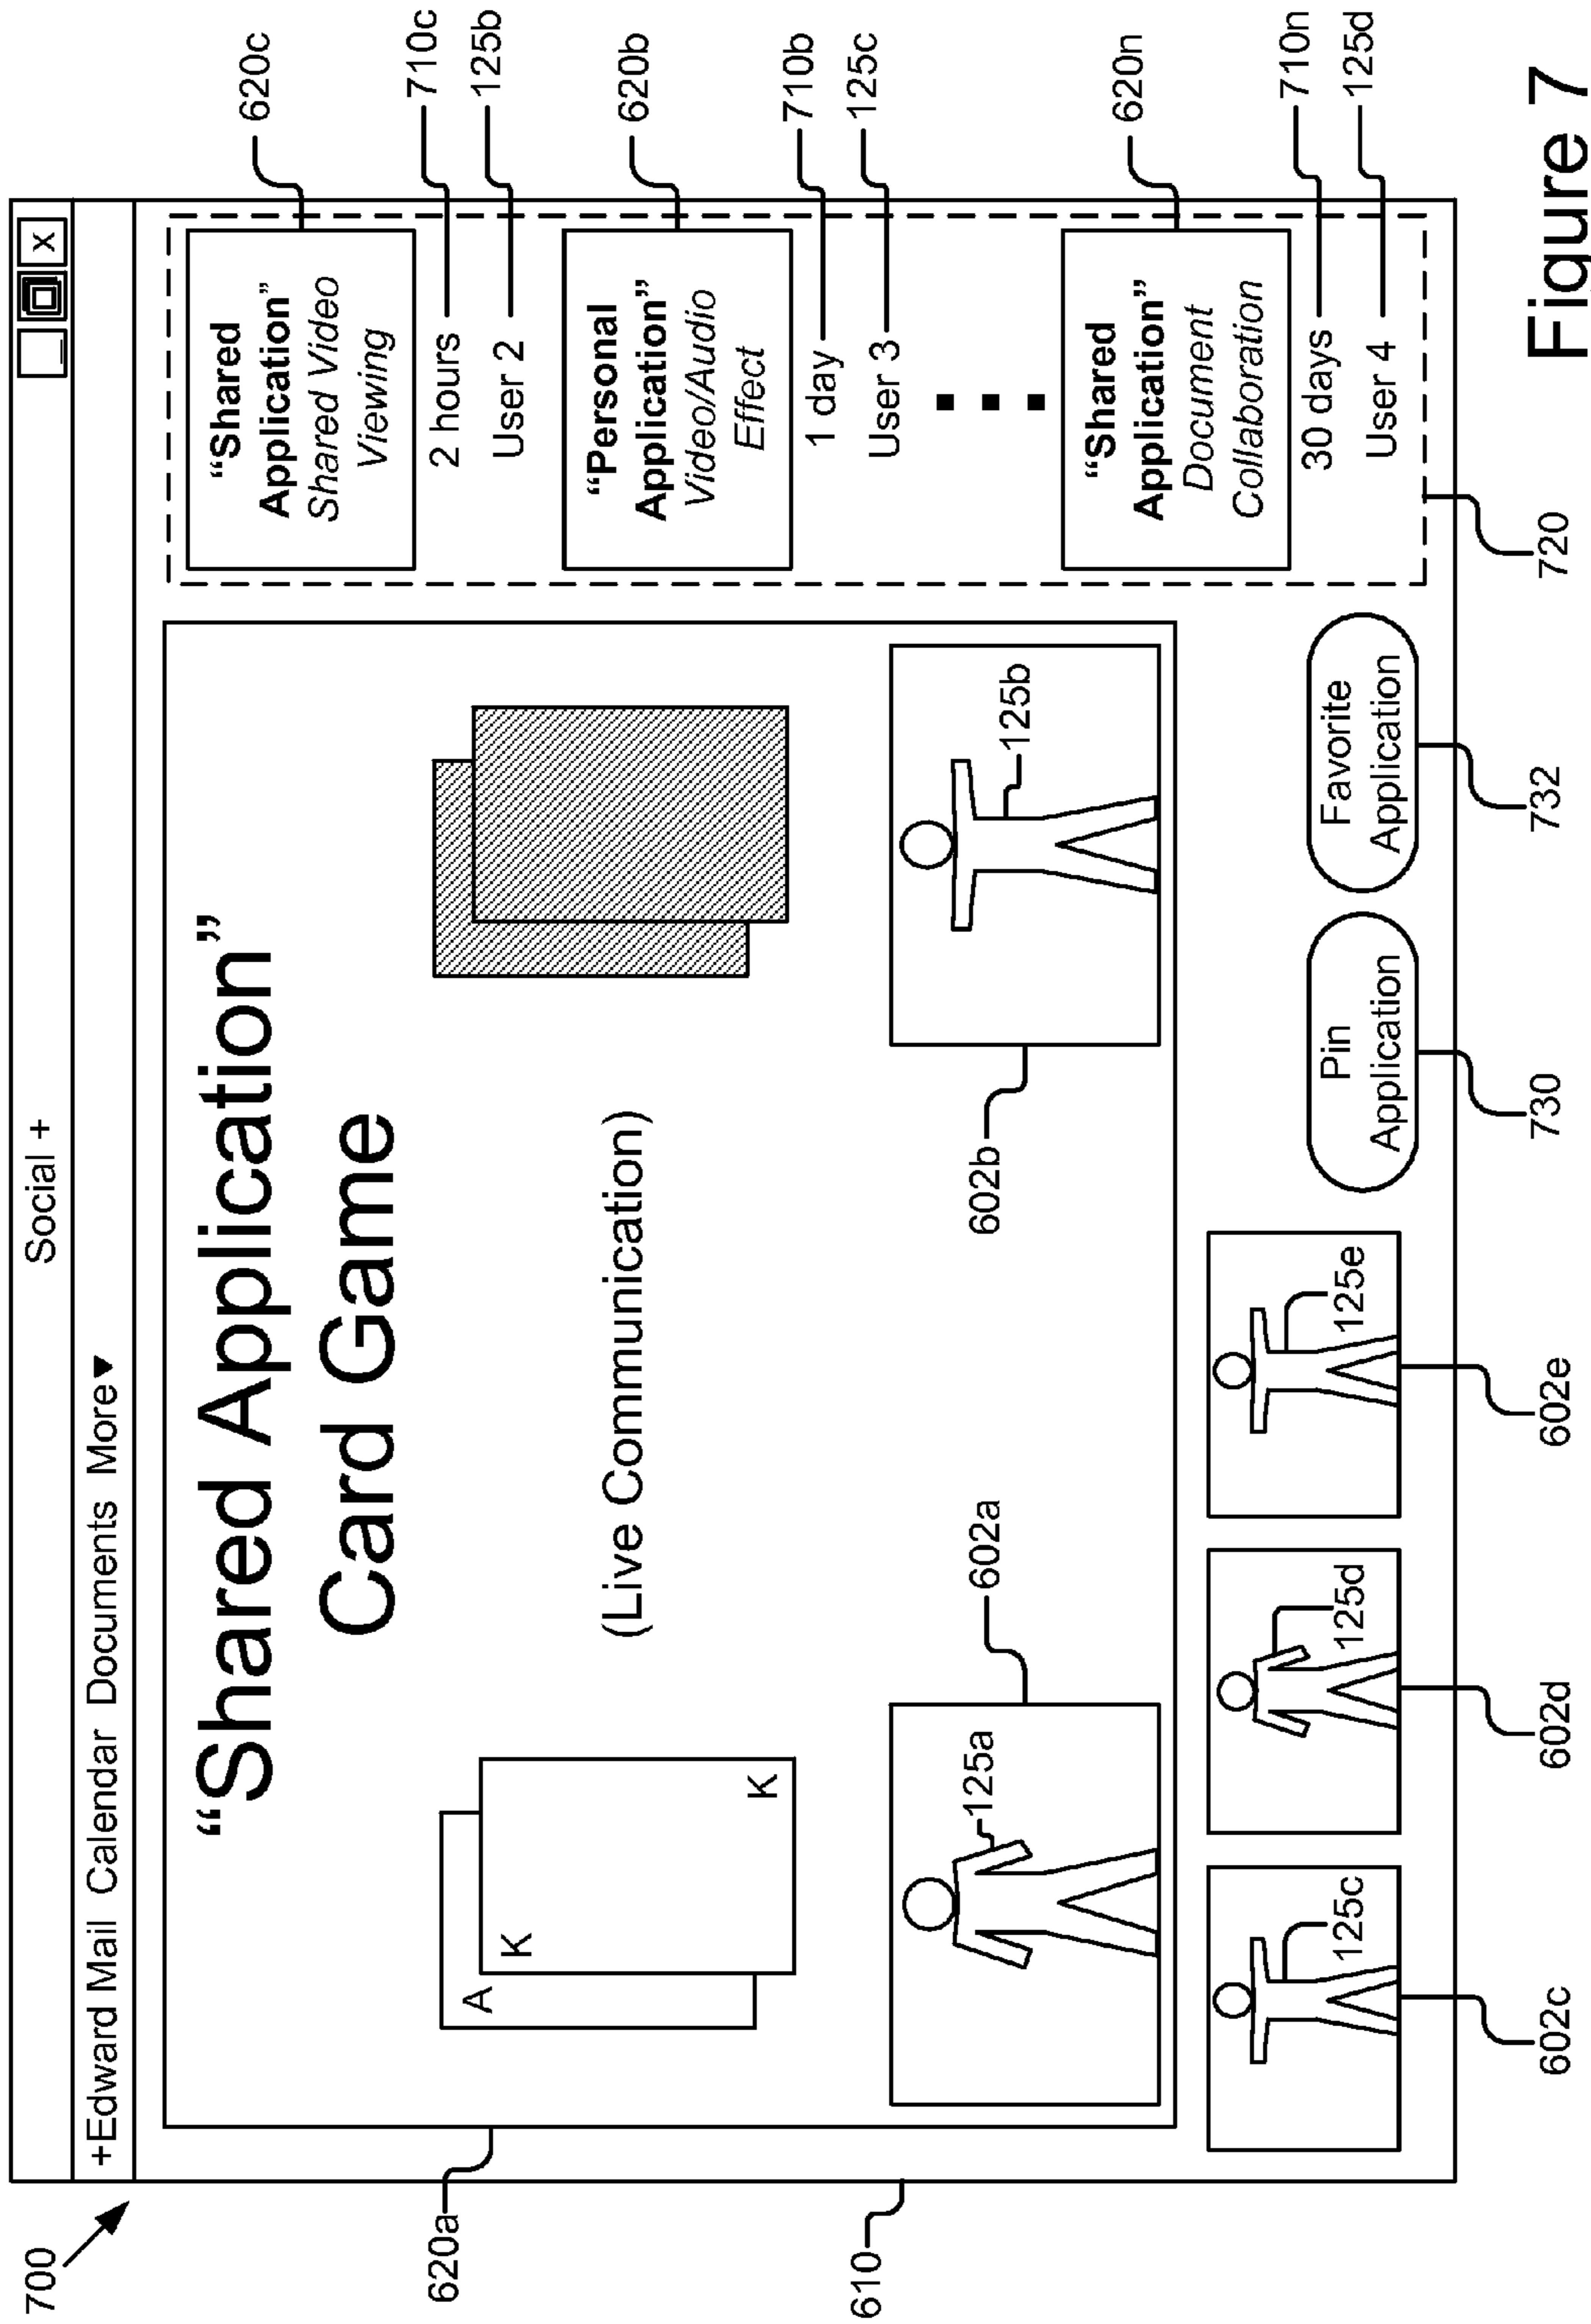 700
Social +
_
X
+Edward Mail Calendar Documents More▼
“Shared Application”
Card Game
(Live Communication)
A
K
K
620a
610
125a
602a
125b
602b
125c
602c
125d
602d
125e
602e
Pin
Application
730
Favorite
Application
732
“Shared
Application”
Shared Video
Viewing
620c
2 hours
710c
User 2
125b
“Personal
Application”
Video/Audio
Effect
620b
1 day
710b
User 3
125c
“Shared
Application”
Document
Collaboration
620n
30 days
710n
User 4
125d
720
Figure 7